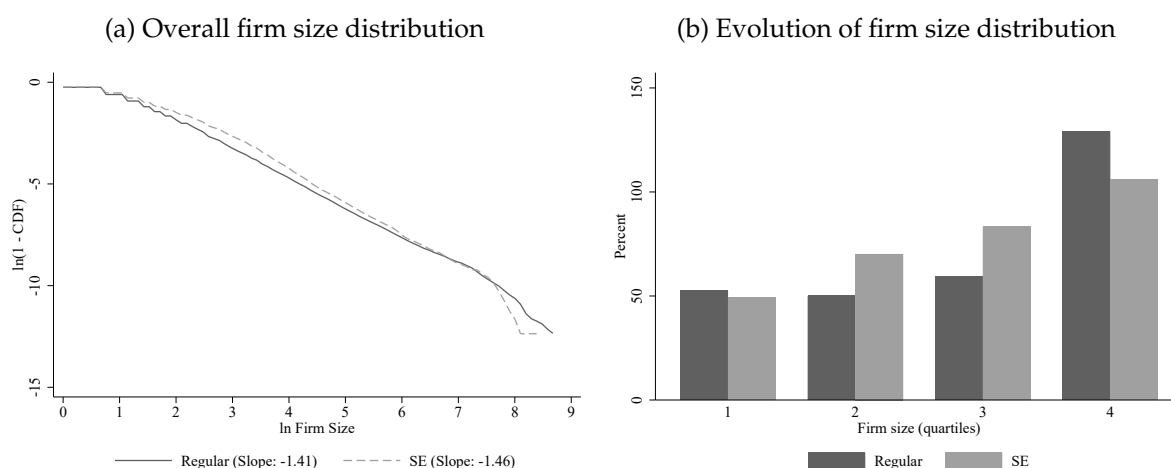 (a) Overall firm size distribution
0
-5
-10
-15
ln(1 - CDF)
0 1 2 3 4 5 6 7 8 9
ln Firm Size
Regular (Slope: -1.41) SE (Slope: -1.46)
(b) Evolution of firm size distribution
150
100
50
0
Percent
1 2 3 4
Firm size (quartiles)
Regular SE